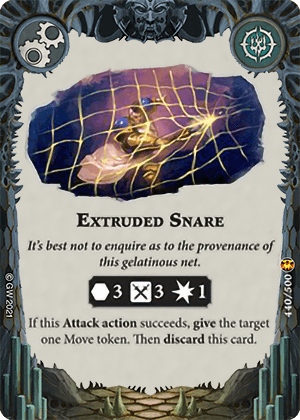 EXTRUDED SNARE
It's best not to enquire as to the provenance
of this gelatinous net.
3 3 1
If this Attack action succeeds, give the target
one Move token. Then discard this card.
© GW 2021
440/500